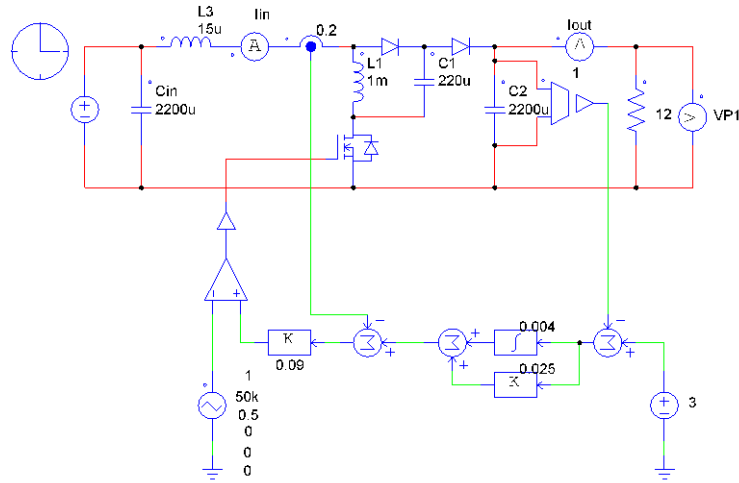 L3
15u
Iin
0.2
Iout
1
L1
1m
C1
220u
Cin
2200u
A
C2
2200u
12
V
VP1
A
K
0.09
Σ
Σ
∫
0.004
K
0.025
Σ
1
50k
0.5
0
0
0
3